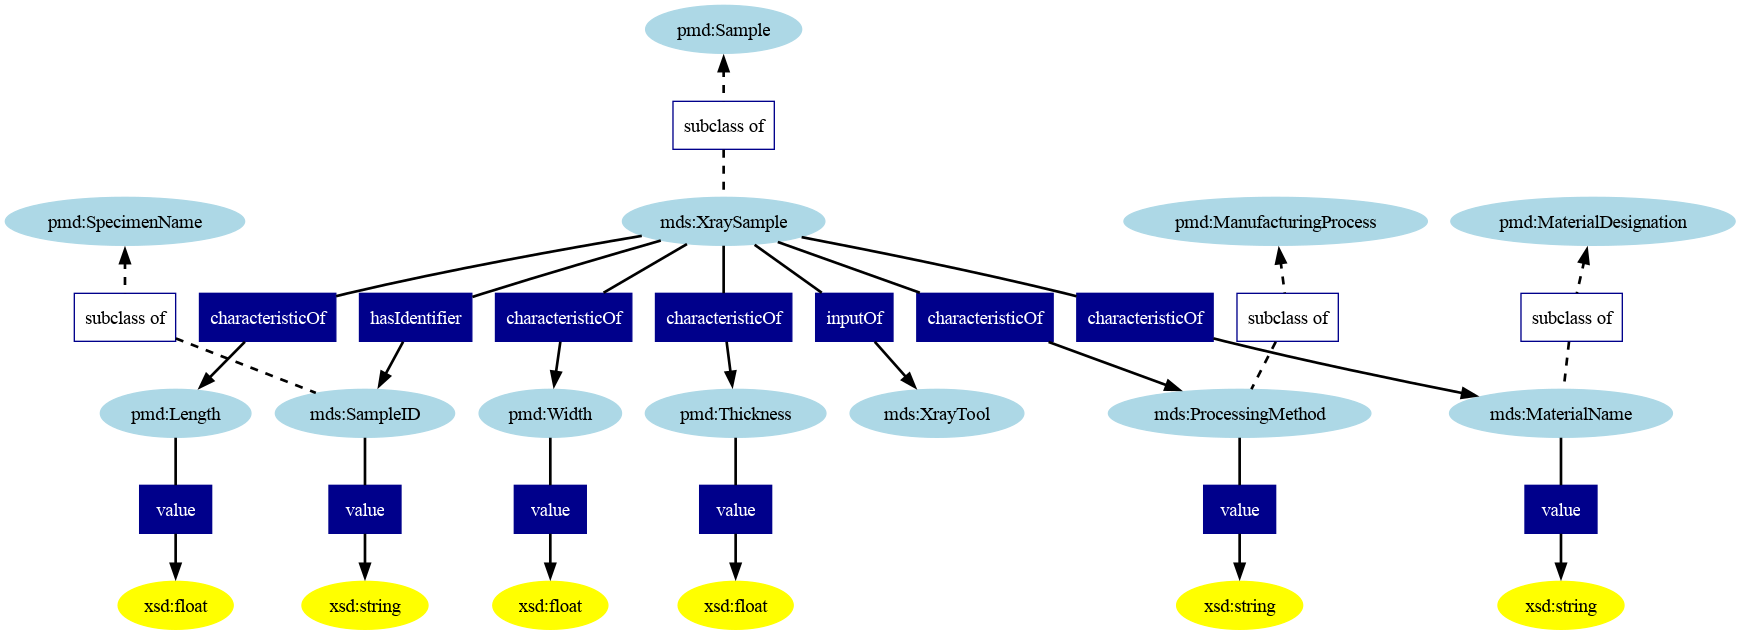 pmd:Sample
subclass of
pmd:SpecimenName
mds:XraySample
pmd:ManufacturingProcess
pmd:MaterialDesignation
subclass of
characteristicOf
hasIdentifier
characteristicOf
characteristicOf
inputOf
characteristicOf
characteristicOf
subclass of
subclass of
pmd:Length
mds:SampleID
pmd:Width
pmd:Thickness
mds:XrayTool
mds:ProcessingMethod
mds:MaterialName
value
value
value
value
value
value
xsd:float
xsd:string
xsd:float
xsd:float
xsd:string
xsd:string